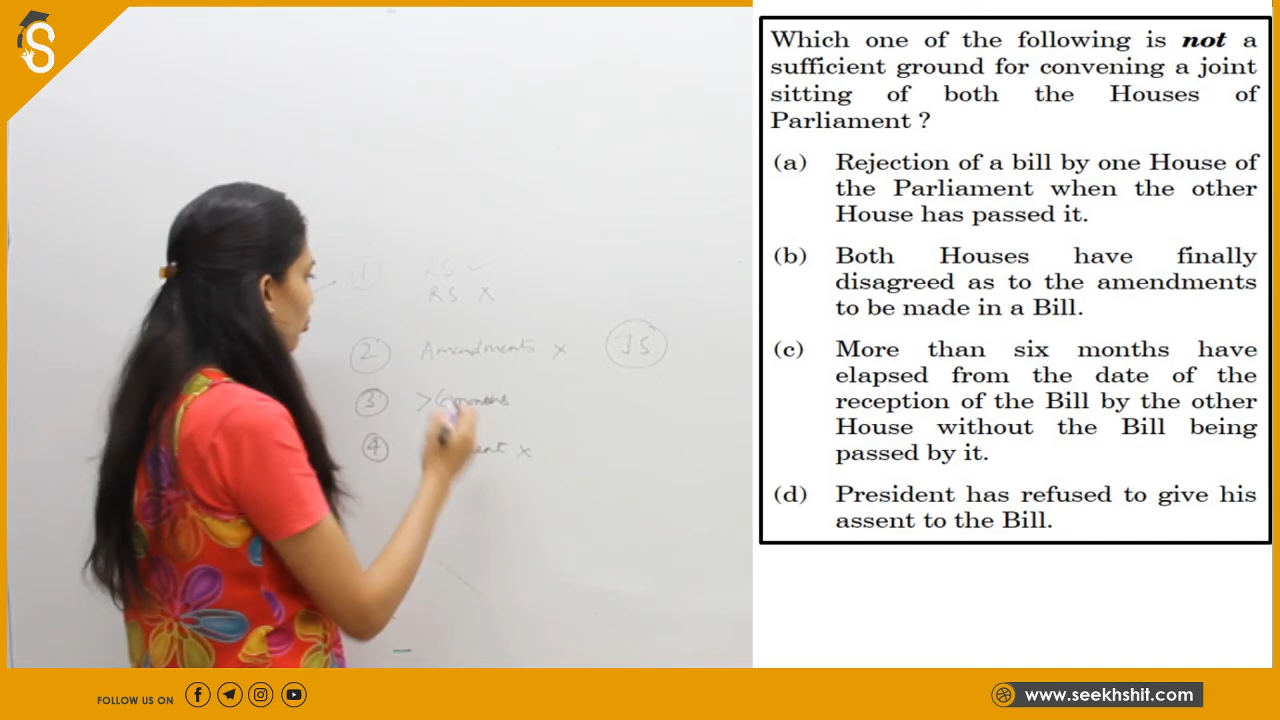 S
Which one of the following is not a
sufficient ground for convening a joint
sitting of both the Houses of
Parliament ?
(a) Rejection of a bill by one House of
the Parliament when the other
House has passed it.
(b) Both Houses have finally
disagreed as to the amendments
to be made in a Bill.
(c) More than six months have
elapsed from the date of the
reception of the Bill by the other
House without the Bill being
passed by it.
(d) President has refused to give his
assent to the Bill.
1 LS ✓
RS X
2 Amendments X JS
3 > 6 months
4 X
FOLLOW US ON
www.seekhshit.com